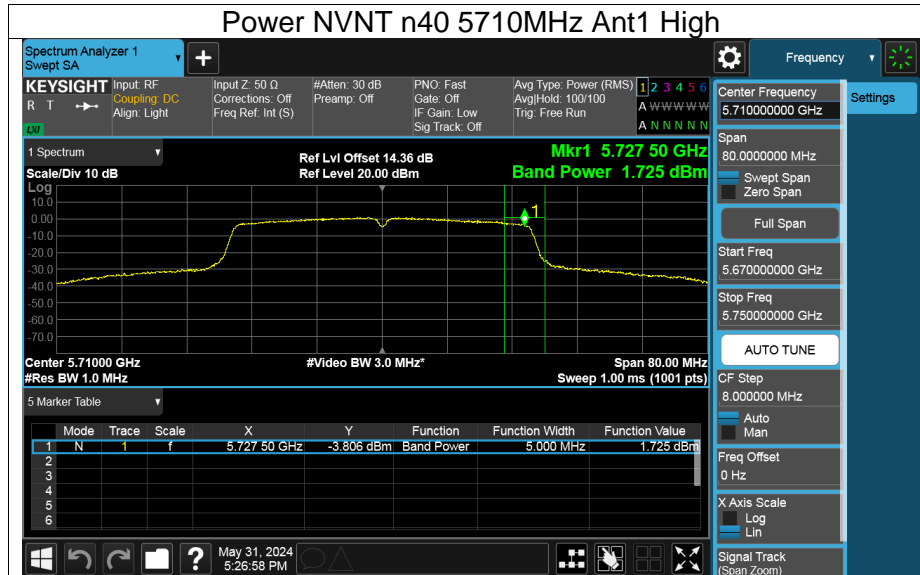 Power NVNT n40 5710MHz Ant1 High
Spectrum Analyzer 1
Swept SA
+
Frequency
KEYSIGHT
R T
LXI
Input: RF
Coupling: DC
Align: Light
Input Z: 50 Ω
Corrections: Off
Freq Ref: Int (S)
#Atten: 30 dB
Preamp: Off
PNO: Fast
Gate: Off
IF Gain: Low
Sig Track: Off
Avg Type: Power (RMS)
Avg|Hold: 100/100
Trig: Free Run
1 2 3 4 5 6
A W W W W W
A N N N N N
Center Frequency
5.710000000 GHz
Settings
1 Spectrum
Scale/Div 10 dB
Ref Lvl Offset 14.36 dB
Ref Level 20.00 dBm
Mkr1 5.727 50 GHz
Band Power 1.725 dBm
Span
80.0000000 MHz
Swept Span
Zero Span
Full Span
Start Freq
5.670000000 GHz
Stop Freq
5.750000000 GHz
AUTO TUNE
CF Step
8.000000 MHz
Auto
Man
Freq Offset
0 Hz
X Axis Scale
Log
Lin
Signal Track
(Span Zoom)
Log
10.0
0.00
-10.0
-20.0
-30.0
-40.0
-50.0
-60.0
-70.0
1
Center 5.71000 GHz
#Res BW 1.0 MHz
#Video BW 3.0 MHz*
Span 80.00 MHz
Sweep 1.00 ms (1001 pts)
5 Marker Table
Mode Trace Scale X Y Function Function Width Function Value
1 N 1 f 5.727 50 GHz -3.806 dBm Band Power 5.000 MHz 1.725 dBm
2
3
4
5
6
?
May 31, 2024
5:26:58 PM